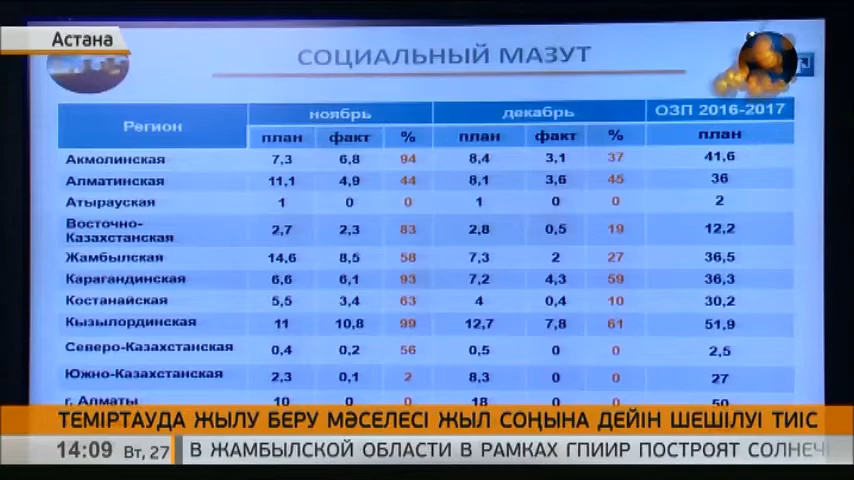 Астана
СОЦИАЛЬНЫЙ МАЗУТ
Регион ноябрь декабрь ОЗП 2016-2017
план факт % план факт % план
Акмолинская 7,3 6,8 94 8,4 3,1 37 41,6
Алматинская 11,1 4,9 44 8,1 3,6 45 36
Атырауская 1 0 0 1 0 0 2
Восточно-
Казахстанская 2,7 2,3 83 2,8 0,5 19 12,2
Жамбылская 14,6 8,5 58 7,3 2 27 36,5
Карагандинская 6,6 6,1 93 7,2 4,3 59 36,3
Костанайская 5,5 3,4 63 4 0,4 10 30,2
Кызылординская 11 10,8 99 12,7 7,8 61 51,9
Северо-Казахстанская 0,4 0,2 56 0,5 0 0 2,5
Южно-Казахстанская 2,3 0,1 2 8,3 0 0 27
г. Алматы 10 0 0 18 0 0 50
ТЕМІРТАУДА ЖЫЛУ БЕРУ МӘСЕЛЕСІ ЖЫЛ СОҢЫНА ДЕЙІН ШЕШІЛУІ ТИІС
14:09 Вт, 27 В ЖАМБЫЛСКОЙ ОБЛАСТИ В РАМКАХ ГПИИР ПОСТРОЯТ СОЛНЕЧ